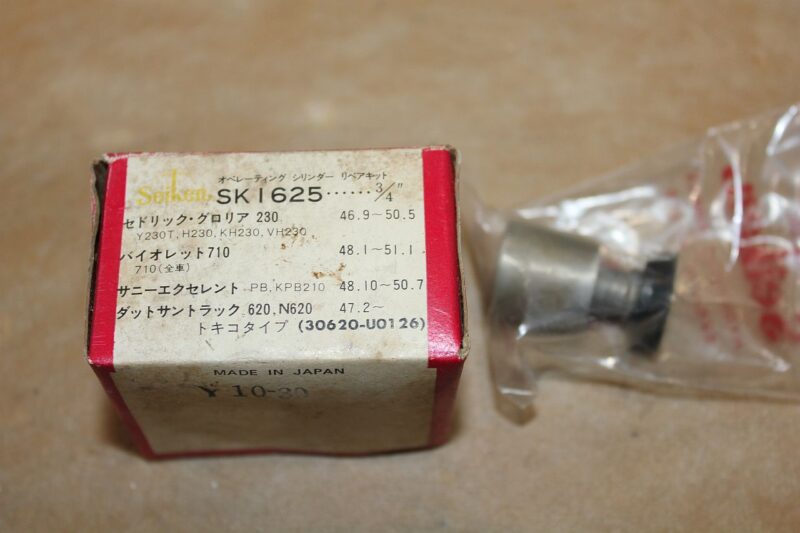 オペレーティング シリンダー リペアキット
Seiken SK1625……3/4"
セドリック・グロリア 230 46.9～50.5
Y230T, H230, KH230, VH230
バイオレット710 48.1～51.1
710(全車)
サニーエクセレント PB, KPB210 48.10～50.7
ダットサントラック 620, N620 47.2～
トキコタイプ (30620-U0126)
MADE IN JAPAN
Y 10-30